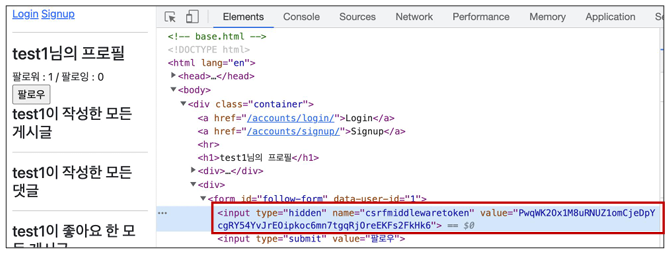 Login Signup
test1님의 프로필
팔로워 : 1 / 팔로잉 : 0
팔로우
test1이 작성한 모든
게시글
test1이 작성한 모든
댓글
test1이 좋아요 한 모
Elements Console Sources Network Performance Memory Application Security
<!-- base.html -->
<!DOCTYPE html>
<html lang="en">
<head>…</head>
<body>
<div class="container">
<a href="/accounts/login/">Login</a>
<a href="/accounts/signup/">Signup</a>
<hr>
<h1>test1님의 프로필</h1>
<div>…</div>
<div>
<form id="follow-form" data-user-id="1">
<input type="hidden" name="csrfmiddlewaretoken" value="PwqWK2Ox1M8uRNUZ1omCjeDpY
cgRY54YvJrEOipkoc6mn7tgqRjOreEKFs2FkHk6"> == $0
<input type="submit" value="팔로우">